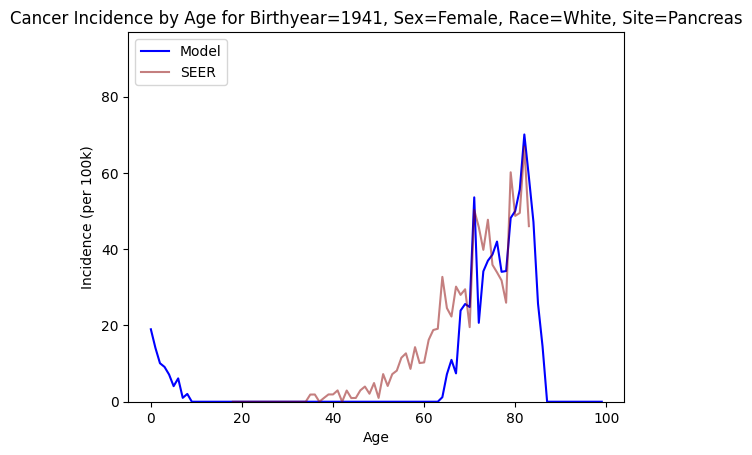 Cancer Incidence by Age for Birthyear=1941, Sex=Female, Race=White, Site=Pancreas
Model
SEER
Incidence (per 100k)
80
60
40
20
0
0 20 40 60 80 100
Age